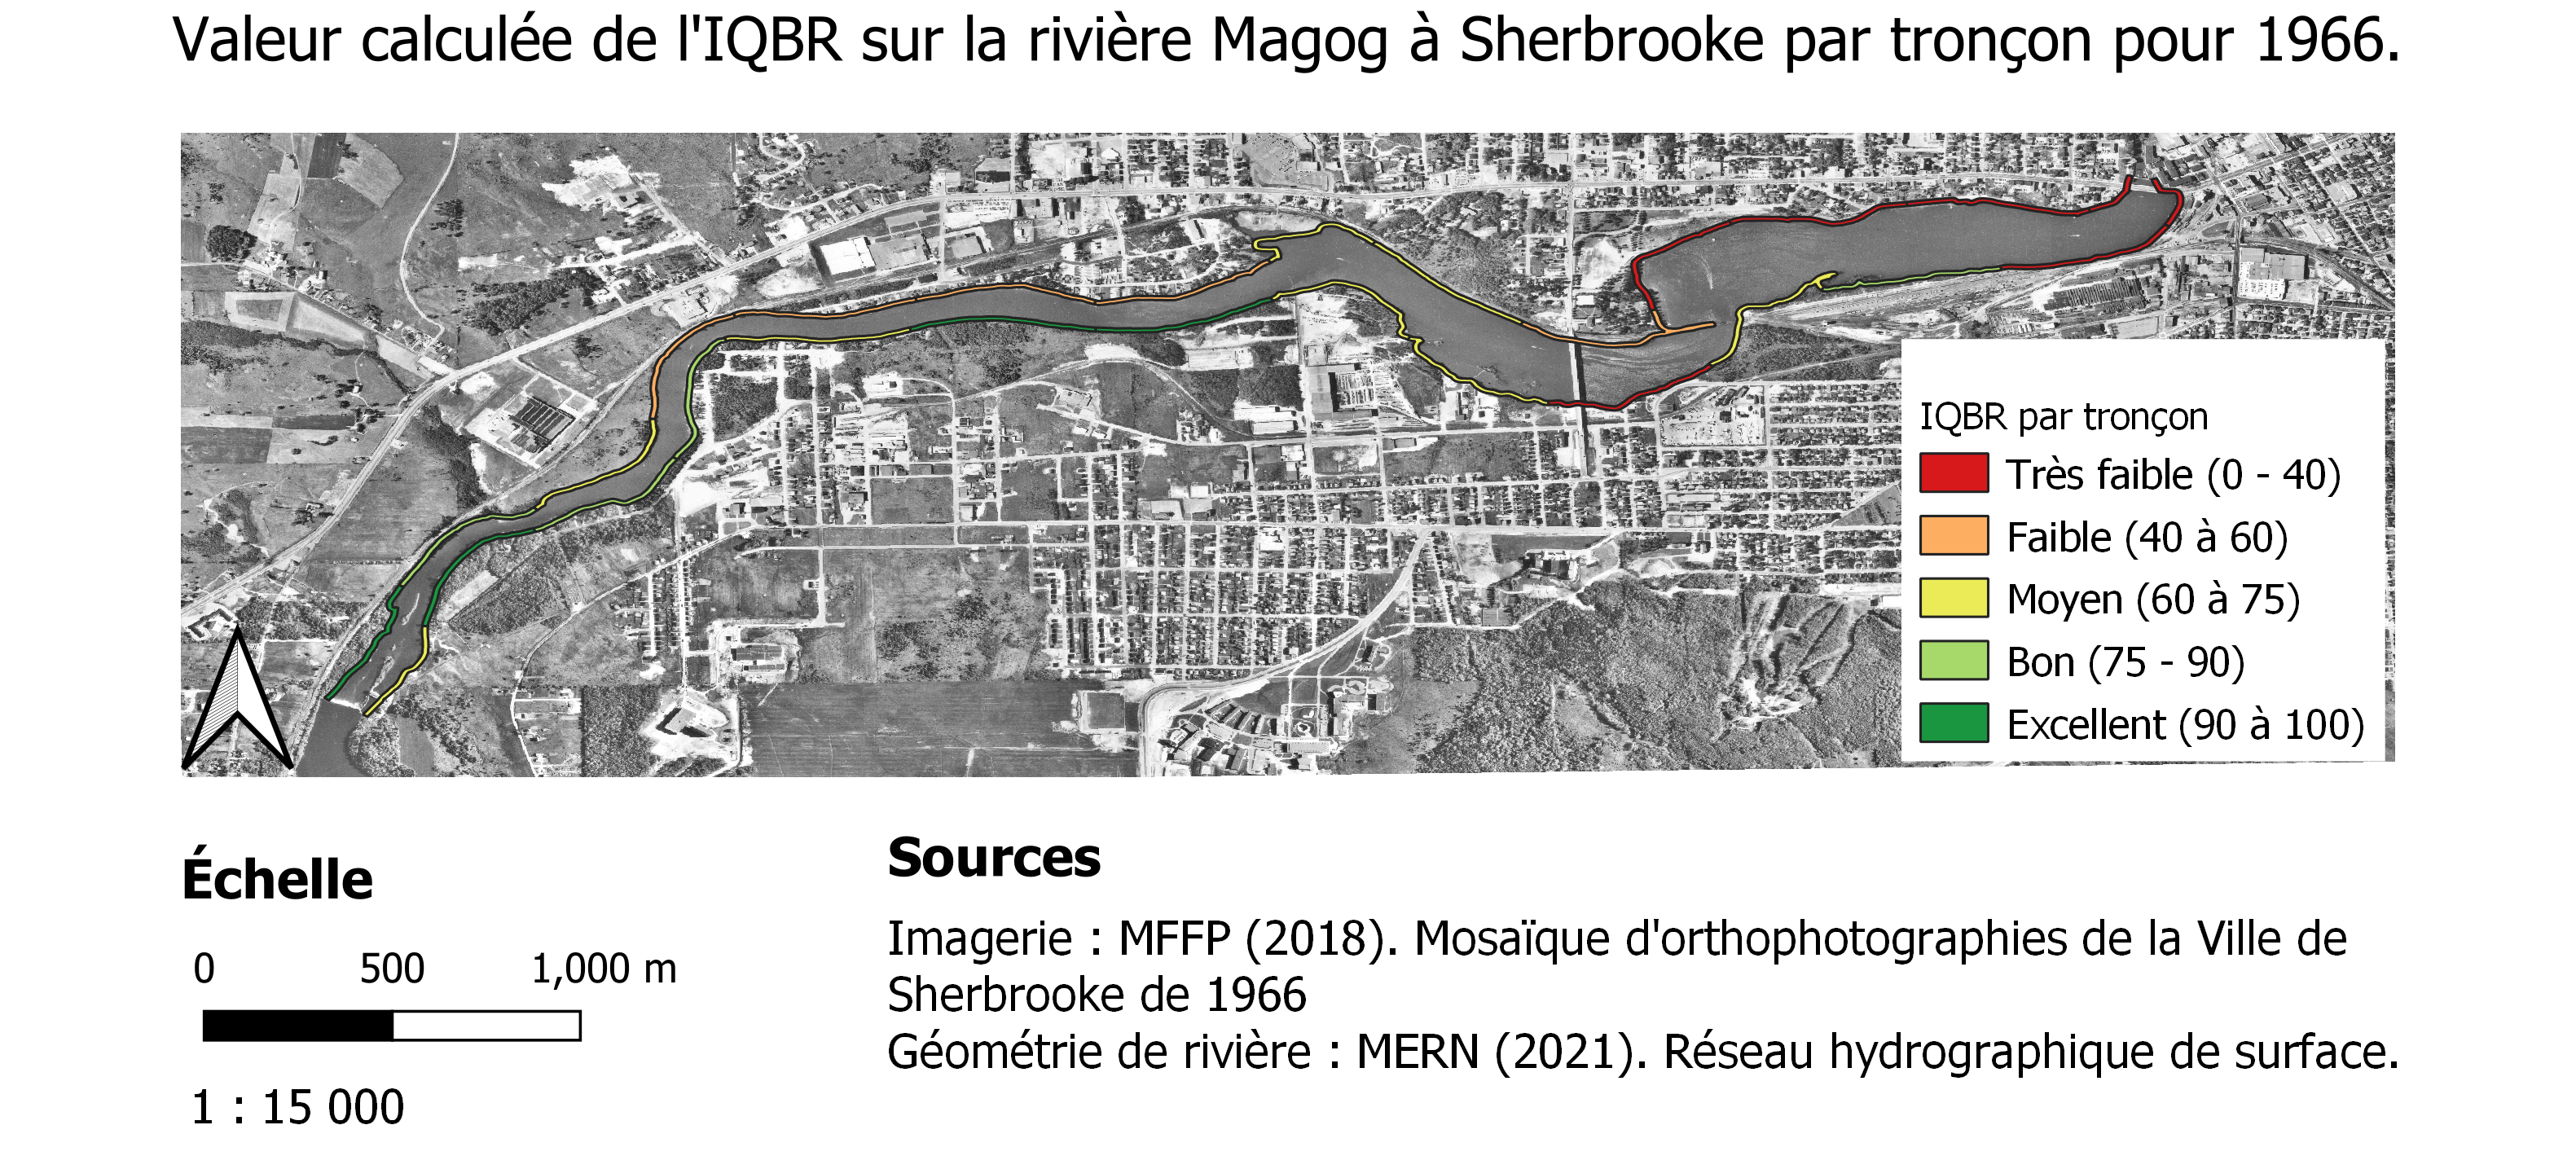 Valeur calculée de l'IQBR sur la rivière Magog à Sherbrooke par tronçon pour 1966.
IQBR par tronçon
Très faible (0 - 40)
Faible (40 à 60)
Moyen (60 à 75)
Bon (75 - 90)
Excellent (90 à 100)
Échelle
0 500 1,000 m
1 : 15 000
Sources
Imagerie : MFFP (2018). Mosaïque d'orthophotographies de la Ville de
Sherbrooke de 1966
Géométrie de rivière : MERN (2021). Réseau hydrographique de surface.